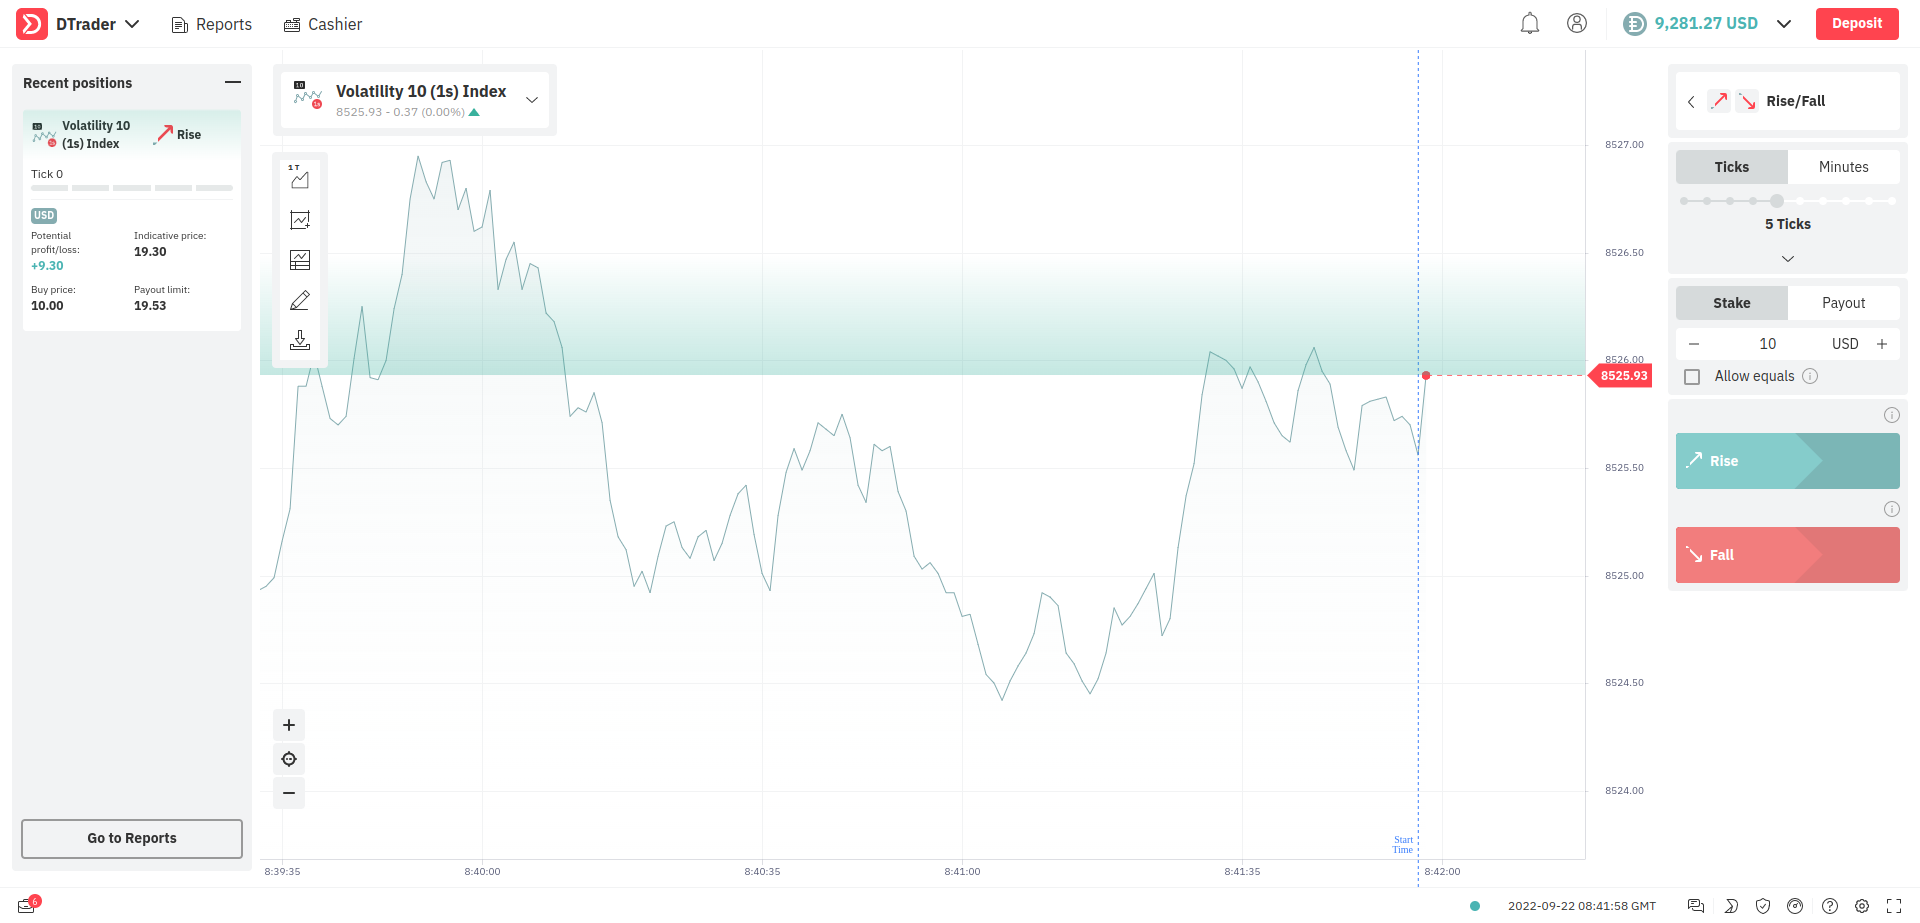 DTrader
Reports
Cashier
9,281.27 USD
Deposit
Recent positions
Volatility 10
(1s) Index
Rise
Tick 0
USD
Potential
profit/loss:
+9.30
Indicative price:
19.30
Buy price:
10.00
Payout limit:
19.53
Go to Reports
10
1s
Volatility 10 (1s) Index
8525.93 - 0.37 (0.00%)
1 T
8527.00
8526.50
8526.00
8525.93
8525.50
8525.00
8524.50
8524.00
Start
Time
8:39:35
8:40:00
8:40:35
8:41:00
8:41:35
8:42:00
Rise/Fall
Ticks
Minutes
5 Ticks
Stake
Payout
10
USD
Allow equals
Rise
Fall
6
2022-09-22 08:41:58 GMT